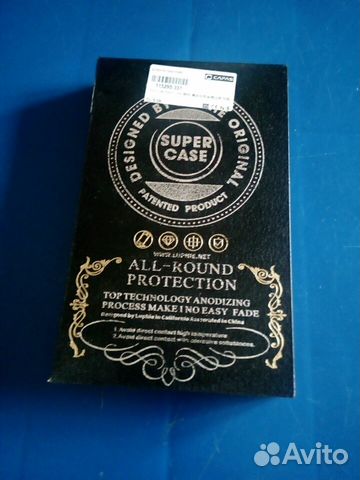 CAPAS
DESIGNED BY THE ORIGINAL
SUPER
CASE
PATENTED PRODUCT
WWW.LUPHIE.NET
ALL-ROUND
PROTECTION
TOP TECHNOLOGY ANODIZING
PROCESS MAKE I NO EASY FADE
Designed by Luphie in California Assembled in China
1. Avoid direct contact high temperature
2. Avoid direct contact with corrosive substances.
Avito